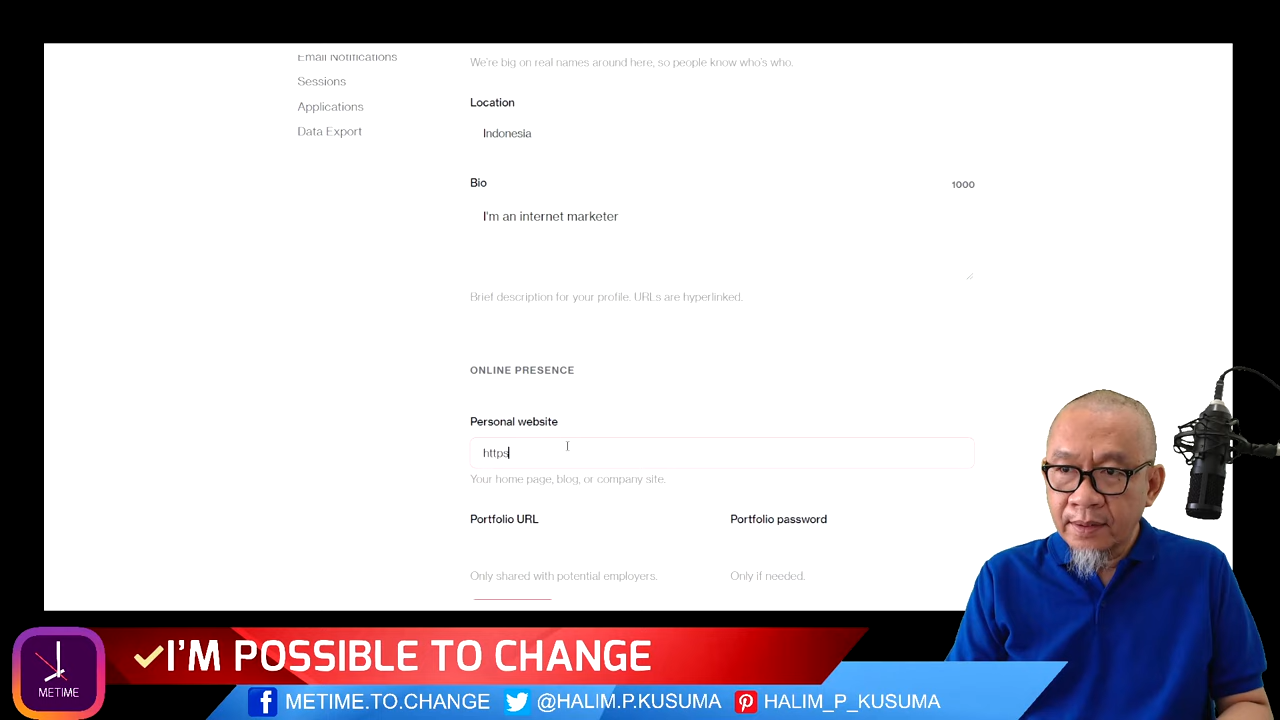 Email Notifications
Sessions
Applications
Data Export
We're big on real names around here, so people know who's who.
Location
Indonesia
Bio
1000
I'm an internet marketer
Brief description for your profile. URLs are hyperlinked.
ONLINE PRESENCE
Personal website
https
Your home page, blog, or company site.
Portfolio URL
Portfolio password
Only shared with potential employers.
Only if needed.
I'M POSSIBLE TO CHANGE
METIME
METIME.TO.CHANGE
@HALIM.P.KUSUMA
HALIM_P_KUSUMA